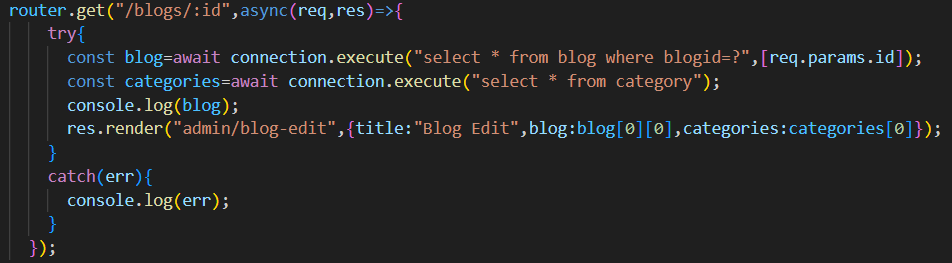 router.get("/blogs/:id",async(req,res)=>{
try{
const blog=await connection.execute("select * from blog where blogid=?",[req.params.id]);
const categories=await connection.execute("select * from category");
console.log(blog);
res.render("admin/blog-edit",{title:"Blog Edit",blog:blog[0][0],categories:categories[0]});
}
catch(err){
console.log(err);
}
});